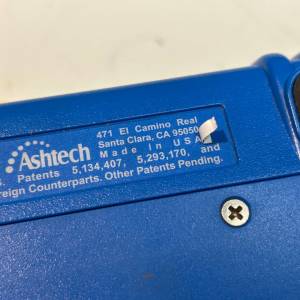 Ashtech
471 El Camino Real
Santa Clara, CA 95050
Made in USA
Patents 5,134,407, 5,293,170, and
Counterparts. Other Patents Pending.